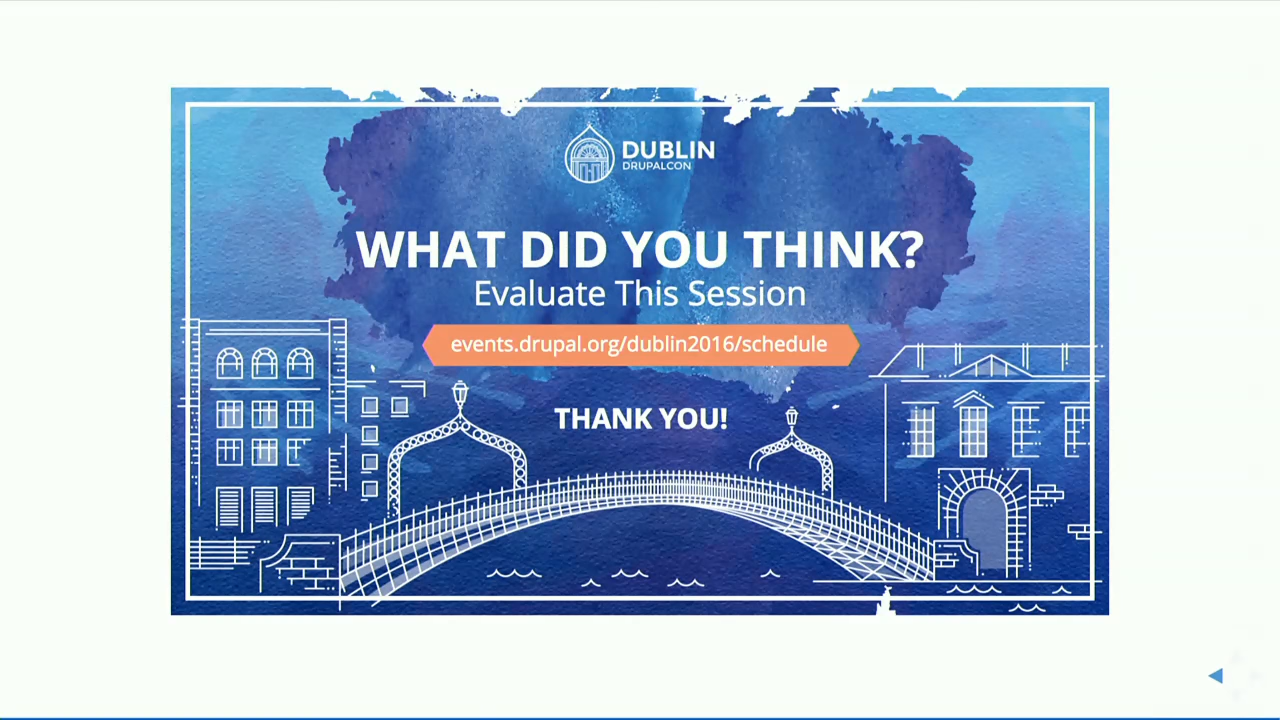 DUBLIN
DRUPALCON
WHAT DID YOU THINK?
Evaluate This Session
events.drupal.org/dublin2016/schedule
THANK YOU!